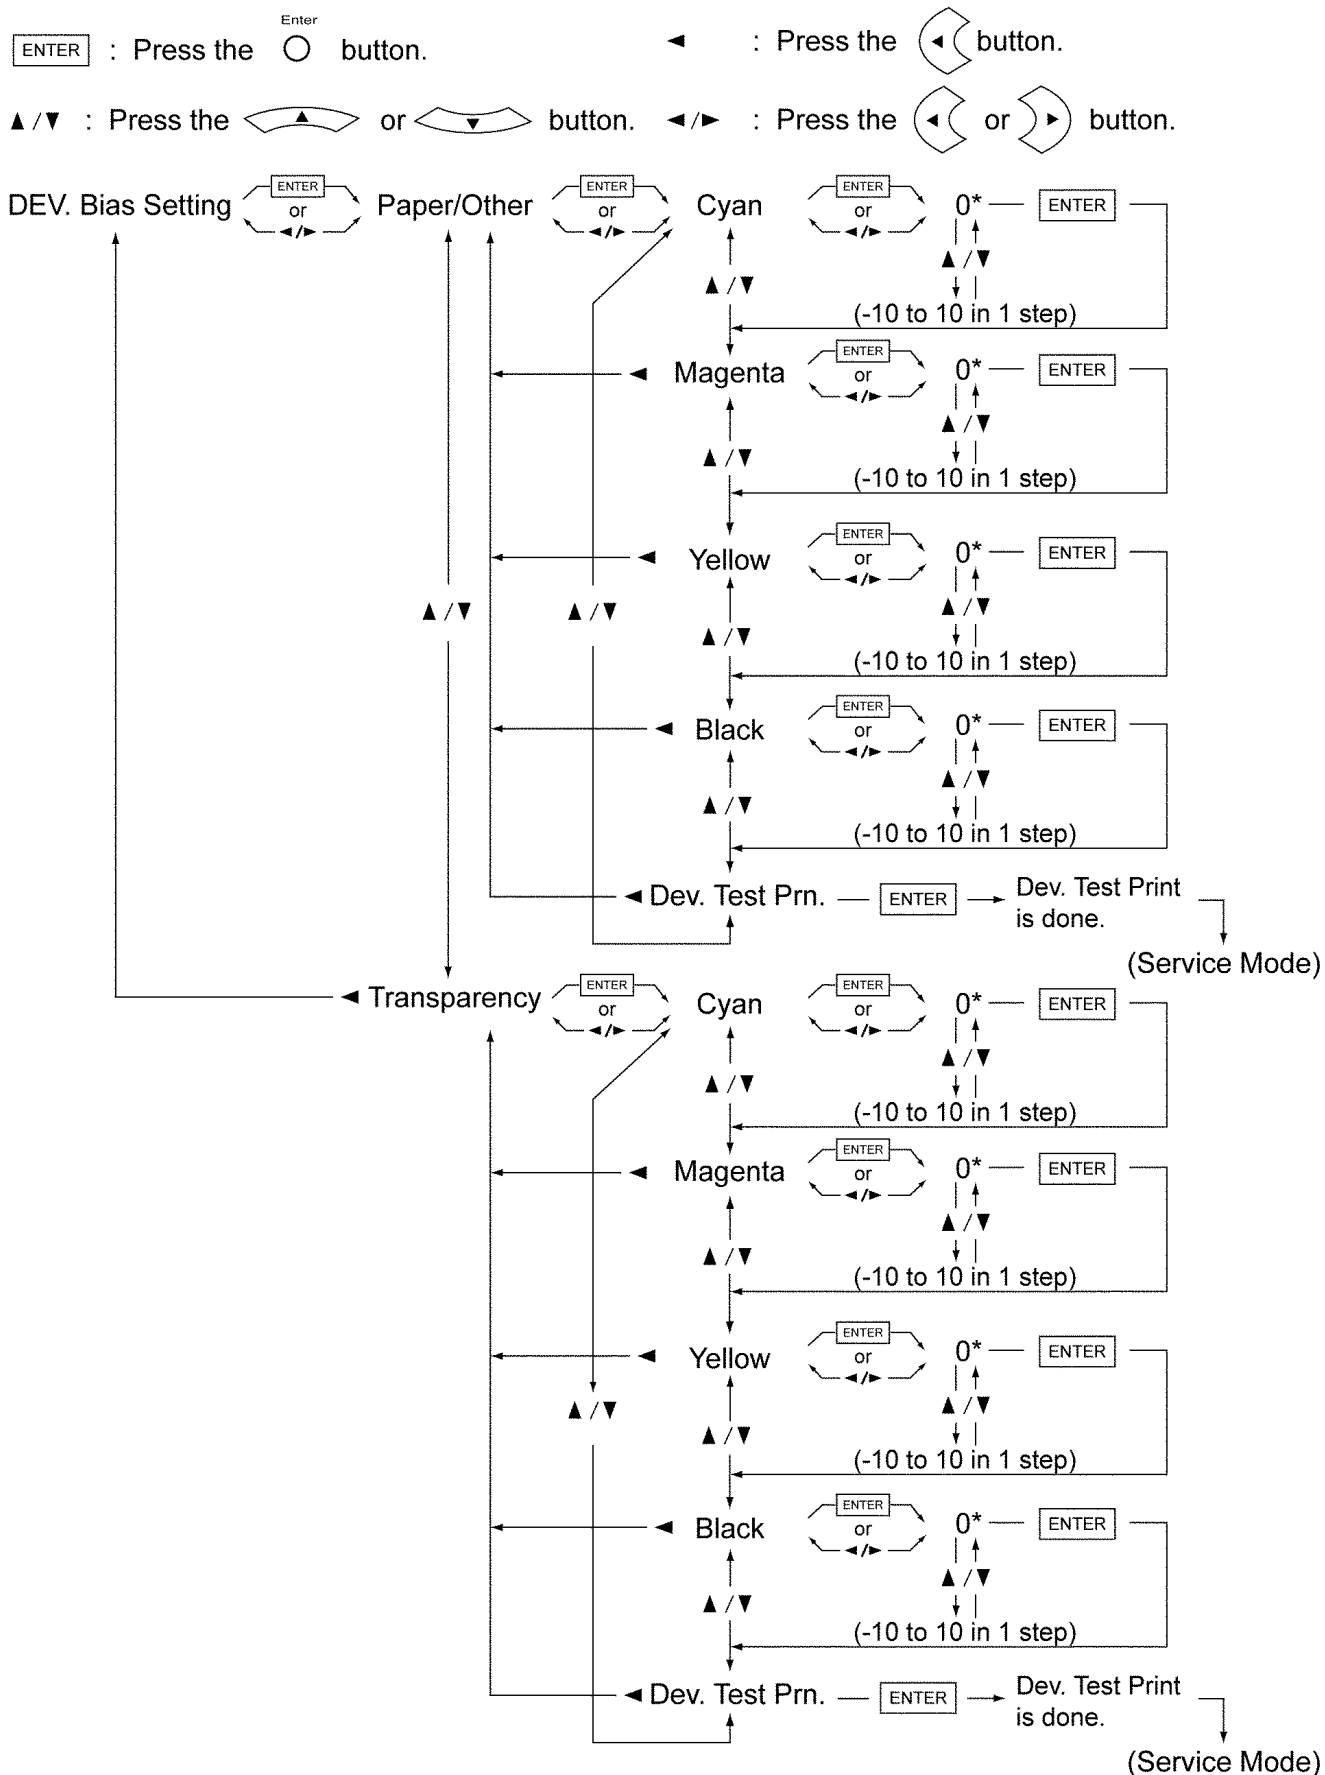 Enter
ENTER : Press the button. ◄ : Press the ◄ button.
▲/▼ : Press the ▲ or ▼ button. ◄/► : Press the ◄ or ► button.
DEV. Bias Setting ENTER or ◄/► Paper/Other ENTER or ◄/► Cyan ENTER or ◄/► 0* ENTER
▲/▼ ▲/▼
(-10 to 10 in 1 step)
◄ Magenta ENTER or ◄/► 0* ENTER
▲/▼ ▲/▼
(-10 to 10 in 1 step)
◄ Yellow ENTER or ◄/► 0* ENTER
▲/▼ ▲/▼ ▲/▼ ▲/▼
(-10 to 10 in 1 step)
◄ Black ENTER or ◄/► 0* ENTER
▲/▼ ▲/▼
(-10 to 10 in 1 step)
◄ Dev. Test Prn. ENTER Dev. Test Print
is done.
(Service Mode)
◄ Transparency ENTER or ◄/► Cyan ENTER or ◄/► 0* ENTER
▲/▼ ▲/▼
(-10 to 10 in 1 step)
◄ Magenta ENTER or ◄/► 0* ENTER
▲/▼ ▲/▼
(-10 to 10 in 1 step)
◄ Yellow ENTER or ◄/► 0* ENTER
▲/▼ ▲/▼ ▲/▼
(-10 to 10 in 1 step)
◄ Black ENTER or ◄/► 0* ENTER
▲/▼ ▲/▼
(-10 to 10 in 1 step)
◄ Dev. Test Prn. ENTER Dev. Test Print
is done.
(Service Mode)